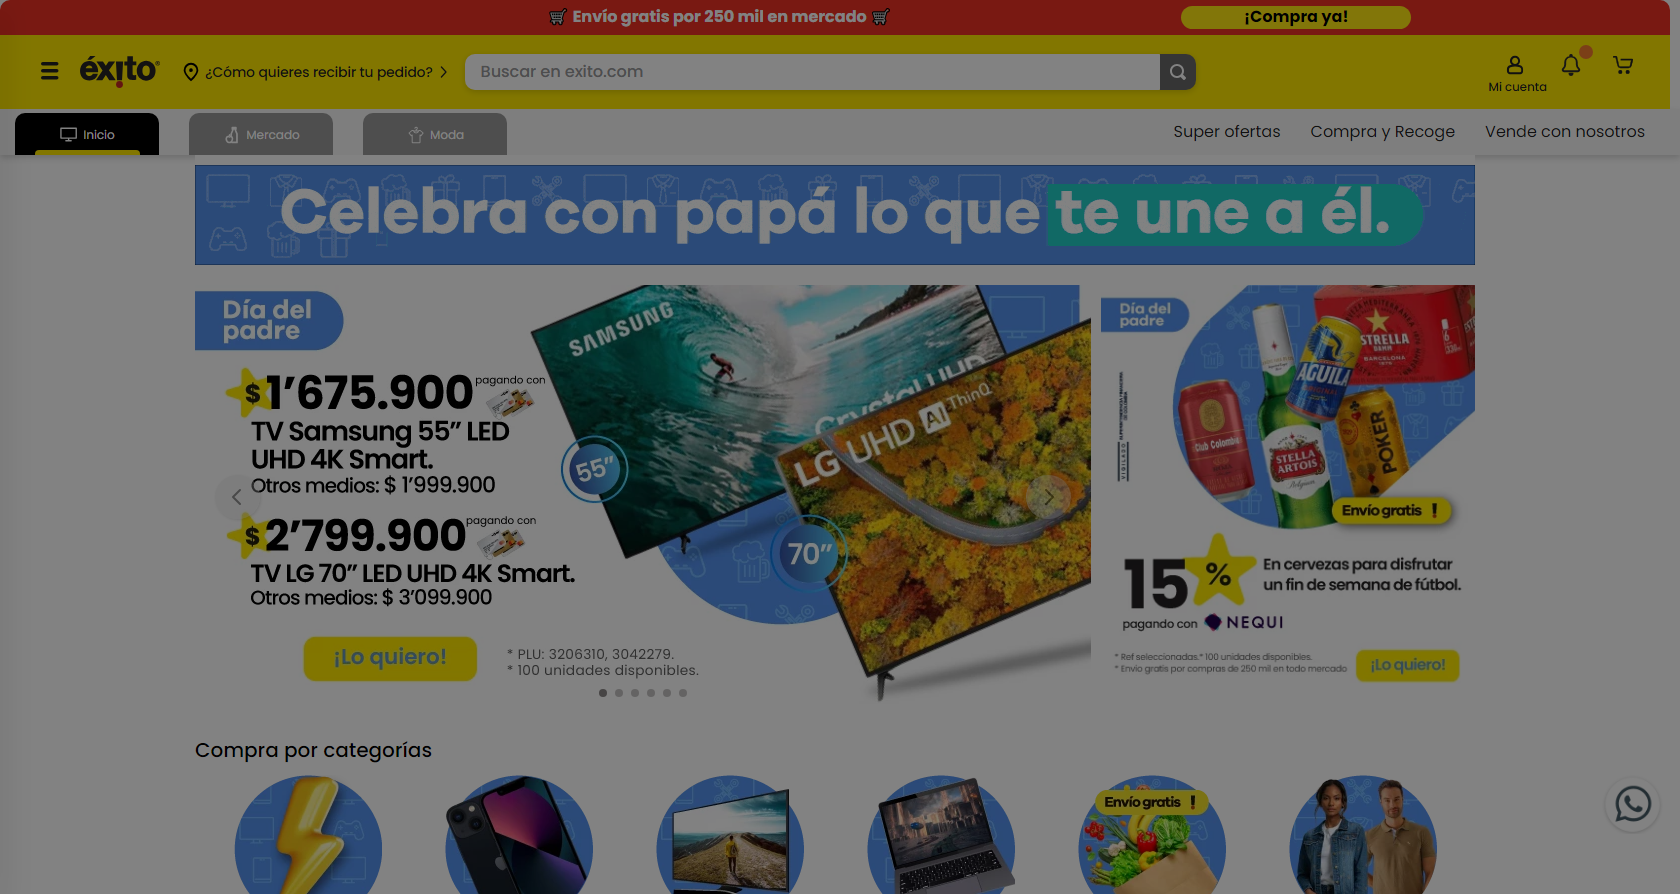 Envío gratis por 250 mil en mercado
¡Compra ya!
éxito
¿Cómo quieres recibir tu pedido?
Buscar en exito.com
Mi cuenta
Inicio
Mercado
Moda
Super ofertas
Compra y Recoge
Vende con nosotros
Celebra con papá lo que te une a él.
Día del
padre
$1’675.900 pagando con
TV Samsung 55” LED
UHD 4K Smart.
Otros medios: $ 1’999.900
$2’799.900 pagando con
TV LG 70” LED UHD 4K Smart.
Otros medios: $ 3’099.900
¡Lo quiero!
* PLU: 3206310, 3042279.
* 100 unidades disponibles.
SAMSUNG
Crystal UHD
55”
LG UHD AI ThinQ
70”
Día del
padre
VIGILADO
ESTRELLA
BARCELONA
AGUILA
Club Colombia
STELLA
ARTOIS
POKER
Envío gratis !
15%
En cervezas para disfrutar
un fin de semana de fútbol.
pagando con NEQUI
* Ref seleccionadas.* 100 unidades disponibles.
* Envío gratis por compras de 250 mil en todo mercado
¡Lo quiero!
Compra por categorías
Envío gratis !